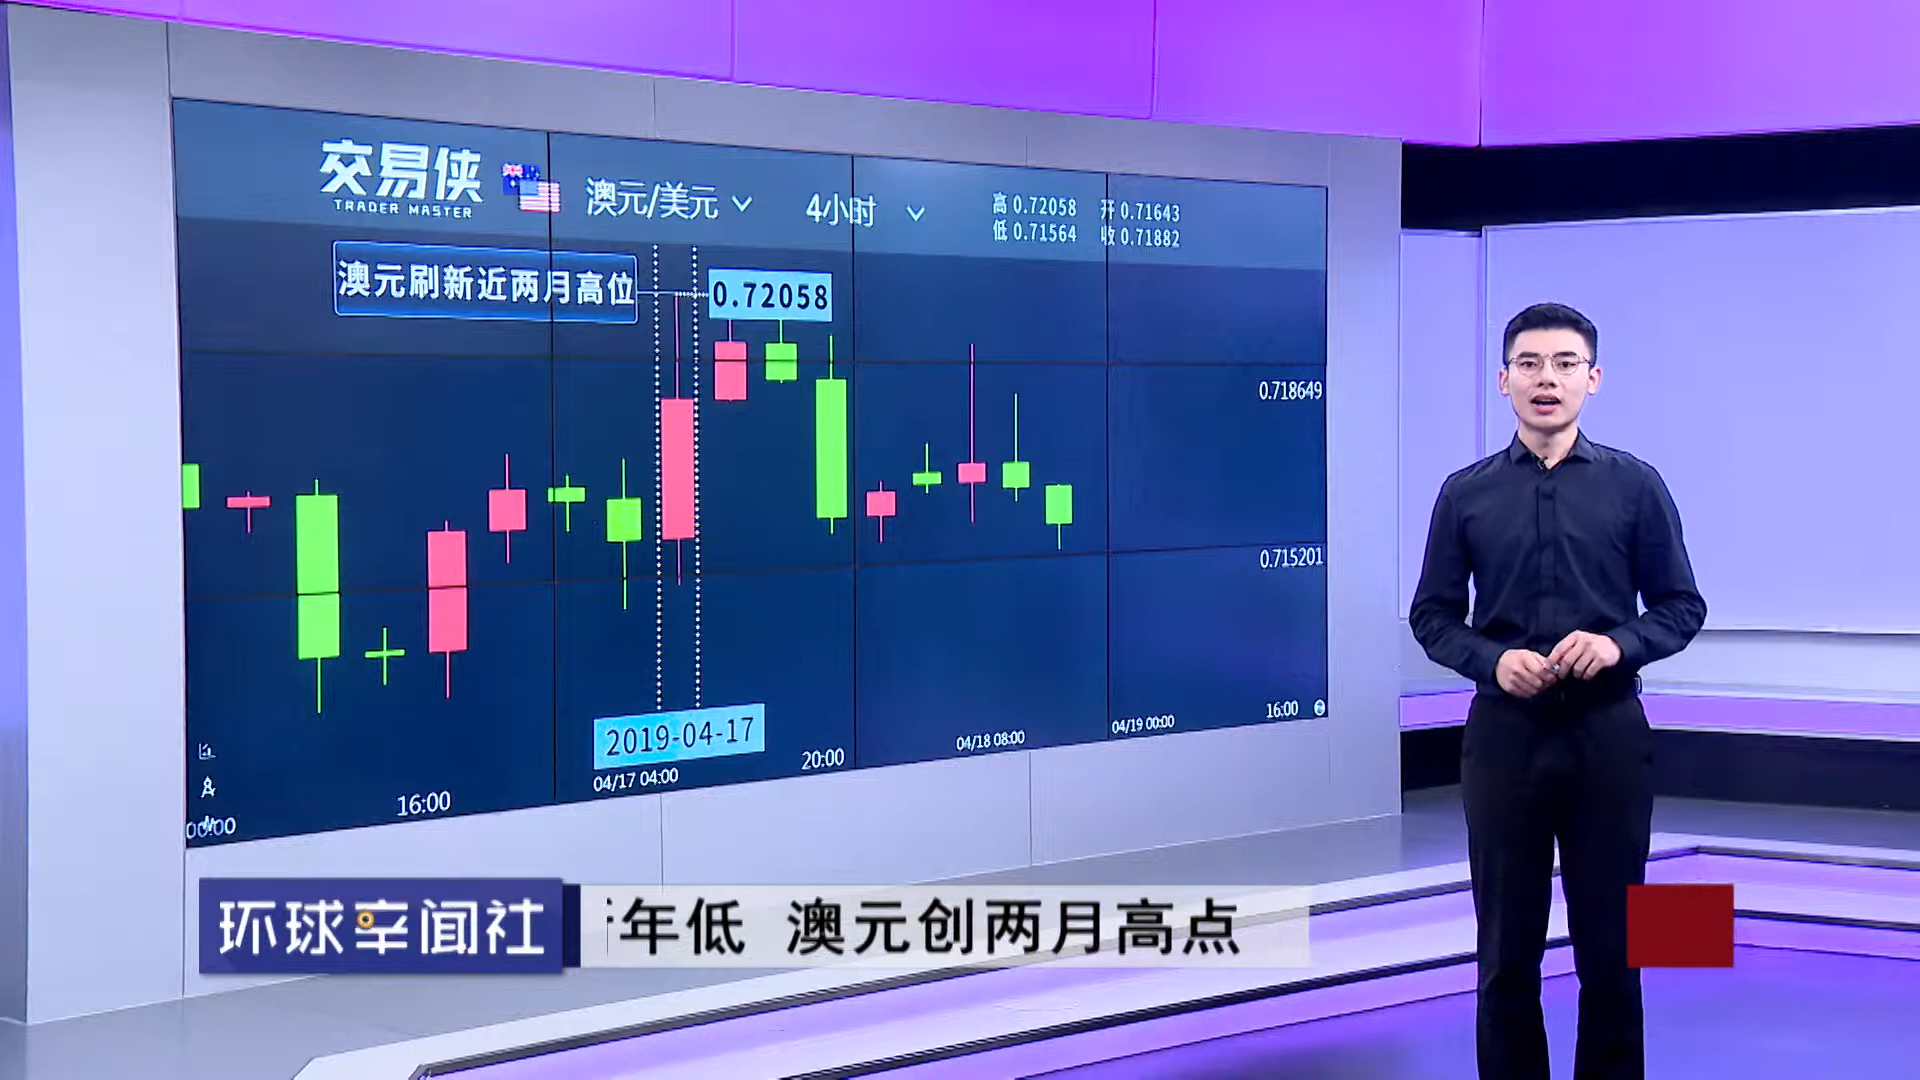 交易侠
TRADER MASTER
澳元/美元
4小时
高 0.72058 开 0.71643
低 0.71564 收 0.71882
澳元刷新近两月高位
0.72058
0.718649
0.715201
2019-04-17
00:00
16:00
04/17 04:00
20:00
04/18 08:00
04/19 00:00
16:00
环球辛闻社
年低 澳元创两月高点